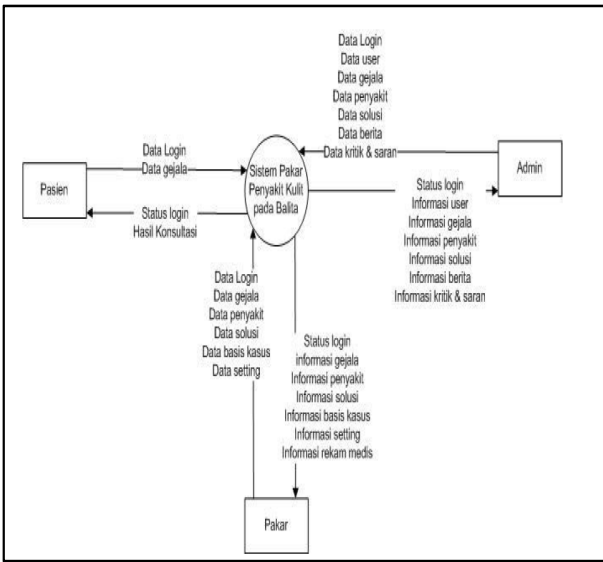 Data Login
Data user
Data gejala
Data penyakit
Data solusi
Data berita
Data kritik & saran
Data Login
Data gejala
Pasien
Sistem Pakar
Penyakit Kulit
pada Balita
Admin
Status login
Hasil Konsultasi
Status login
Informasi user
Informasi gejala
Informasi penyakit
Informasi solusi
Informasi berita
Informasi kritik & saran
Data Login
Data gejala
Data penyakit
Data solusi
Data basis kasus
Data setting
Status login
informasi gejala
Informasi penyakit
Informasi solusi
Informasi basis kasus
Informasi setting
Informasi rekam medis
Pakar